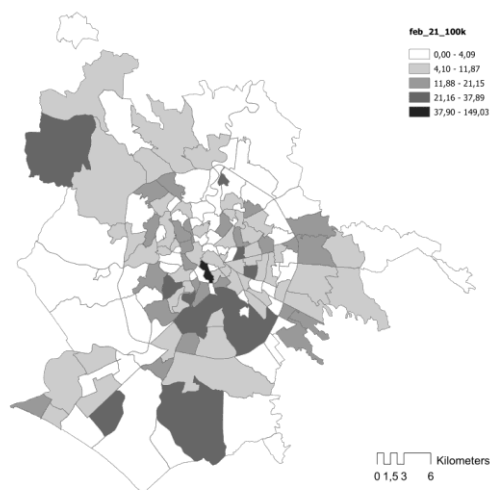 feb_21_100k
0,00 - 4,09
4,10 - 11,87
11,88 - 21,15
21,16 - 37,89
37,90 - 149,03
Kilometers
0 1,5 3 6